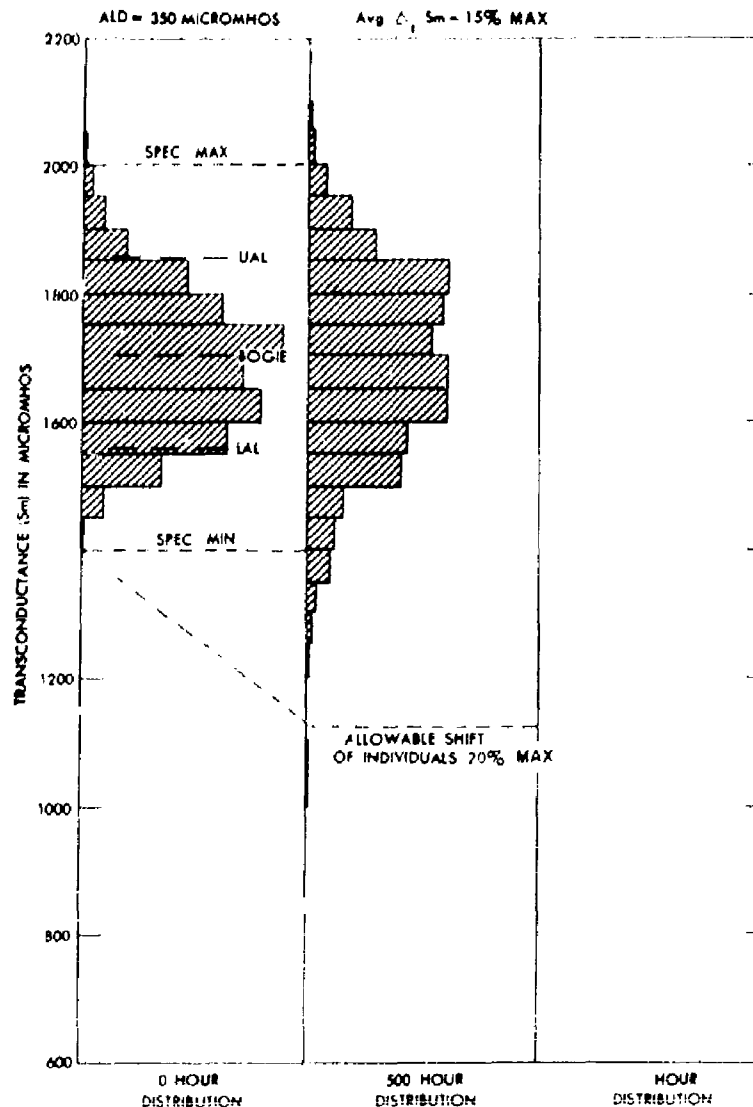 ALD = 350 MICROMHOS
Avg Δt Sm = 15% MAX
TRANSCONDUCTANCE (Sm) IN MICROMHOS
2200
2000
1800
1600
1400
1200
1000
800
600
SPEC MAX
UAL
BOGIE
LAL
SPEC MIN
ALLOWABLE SHIFT
OF INDIVIDUALS 20% MAX
0 HOUR
DISTRIBUTION
500 HOUR
DISTRIBUTION
HOUR
DISTRIBUTION